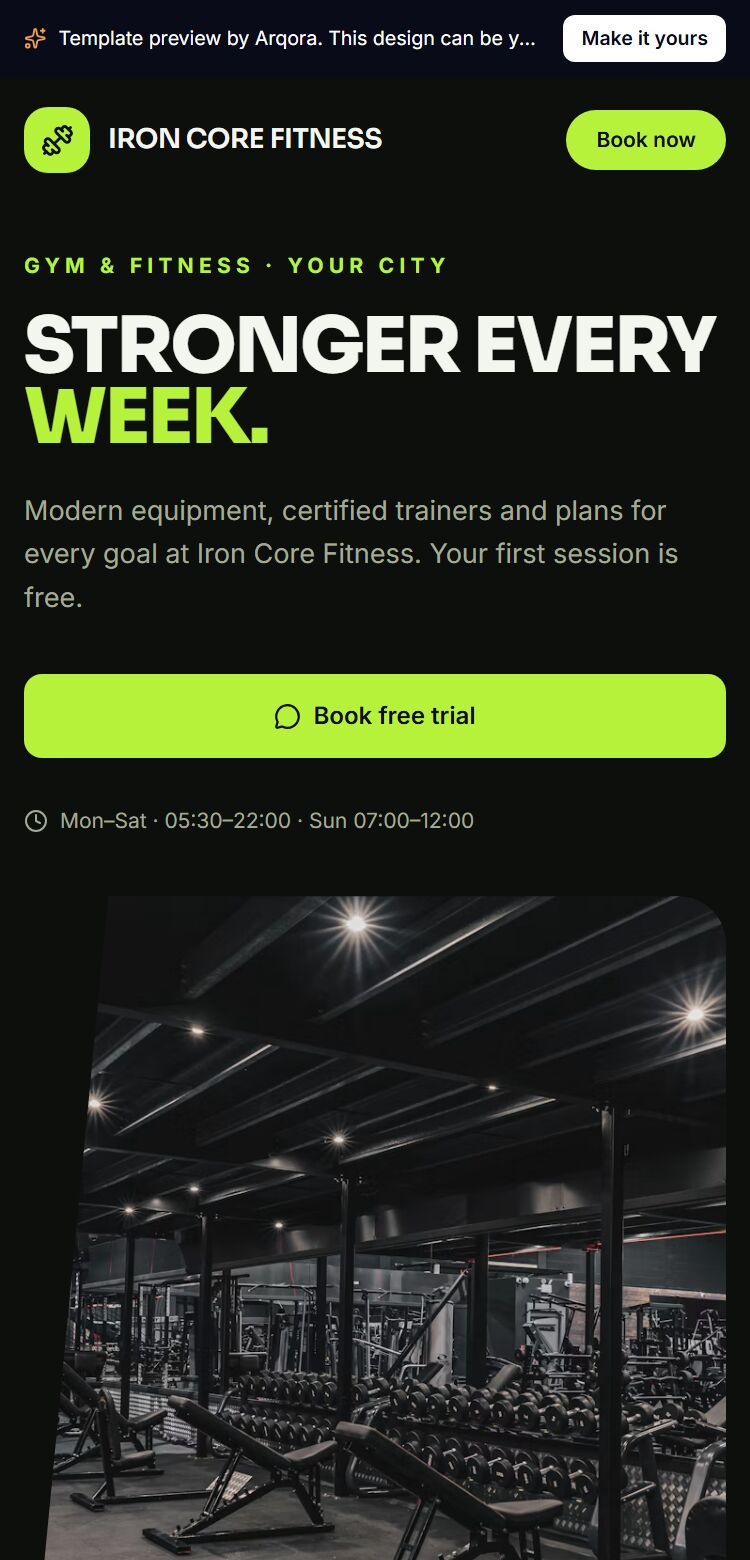 Template preview by Arqora. This design can be y...
Make it yours
IRON CORE FITNESS
Book now
GYM & FITNESS · YOUR CITY
STRONGER EVERY
WEEK.
Modern equipment, certified trainers and plans for
every goal at Iron Core Fitness. Your first session is
free.
Book free trial
Mon–Sat · 05:30–22:00 · Sun 07:00–12:00